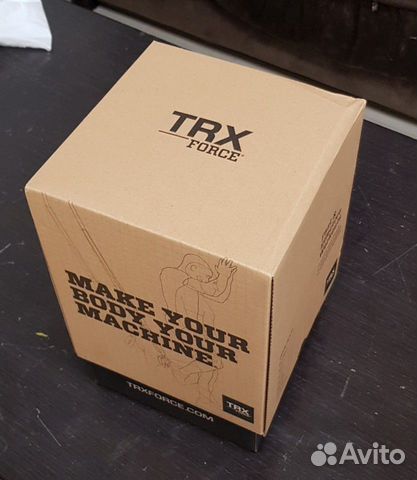 TRX
FORCE
MAKE YOUR
BODY YOUR
MACHINE
TRXFORCE.COM
TRX
Avito